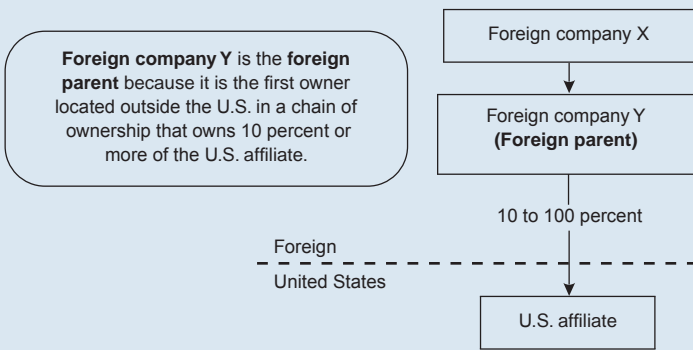 Foreign company Y is the foreign
parent because it is the first owner
located outside the U.S. in a chain of
ownership that owns 10 percent or
more of the U.S. affiliate.
Foreign company X
Foreign company Y
(Foreign parent)
10 to 100 percent
Foreign
United States
U.S. affiliate